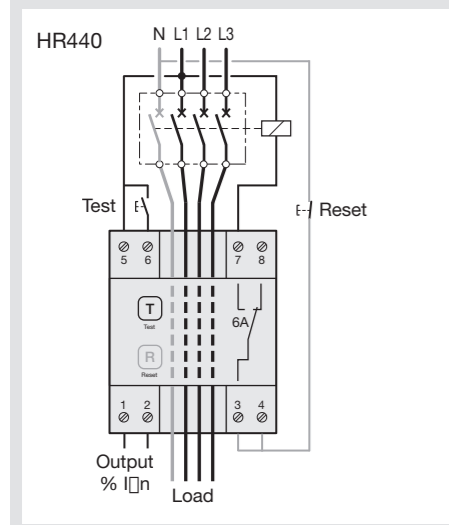 HR440
N L1 L2 L3
Test
Reset
5 6 7 8
T
Test
6A
R
Reset
1 2 3 4
Output
% I▯n
Load